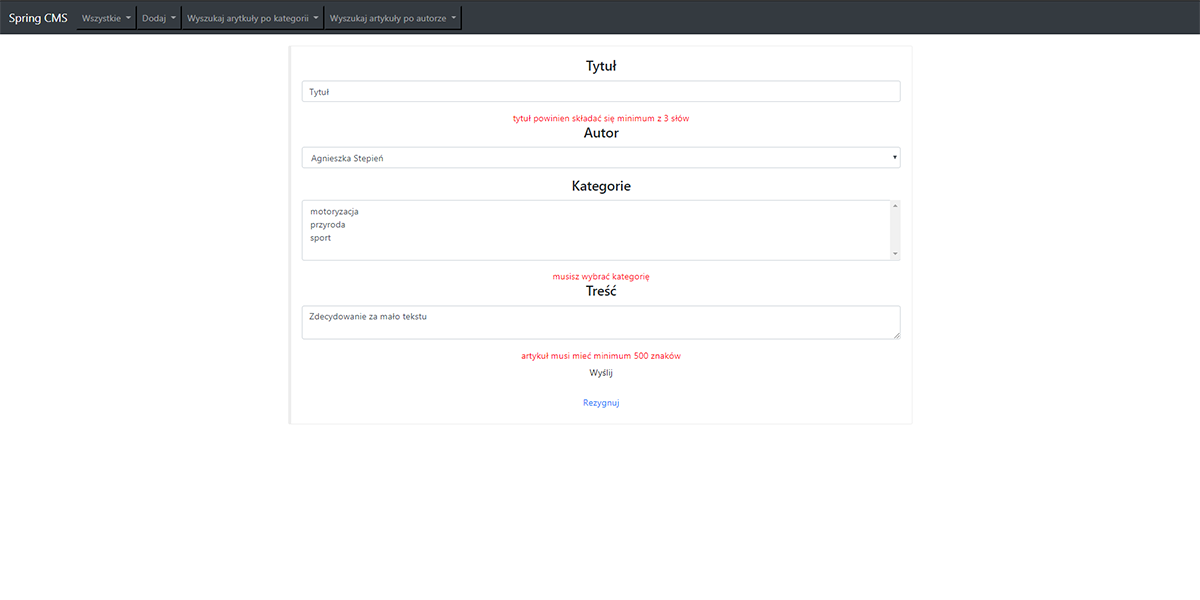 Spring CMS Wszystkie Dodaj Wyszukaj arytkuły po kategorii Wyszukaj artykuły po autorze
Tytuł
Tytuł
tytuł powinien składać się minimum z 3 słów
Autor
Agnieszka Stepień
Kategorie
motoryzacja
przyroda
sport
musisz wybrać kategorię
Treść
Zdecydowanie za mało tekstu
artykuł musi mieć minimum 500 znaków
Wyślij
Rezygnuj